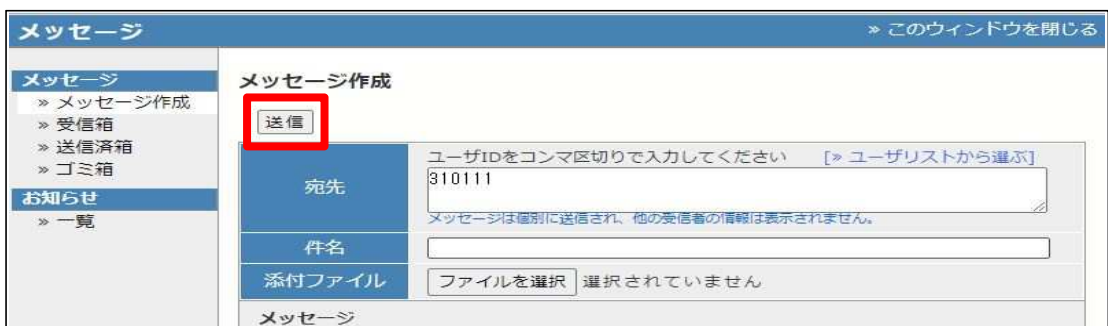 メッセージ
» このウィンドウを閉じる
メッセージ
» メッセージ作成
» 受信箱
» 送信済箱
» ゴミ箱
お知らせ
» 一覧
メッセージ作成
送信
宛先
ユーザIDをコンマ区切りで入力してください [» ユーザリストから選ぶ]
310111
メッセージは個別に送信され、他の受信者の情報は表示されません。
件名
添付ファイル
ファイルを選択 選択されていません
メッセージ